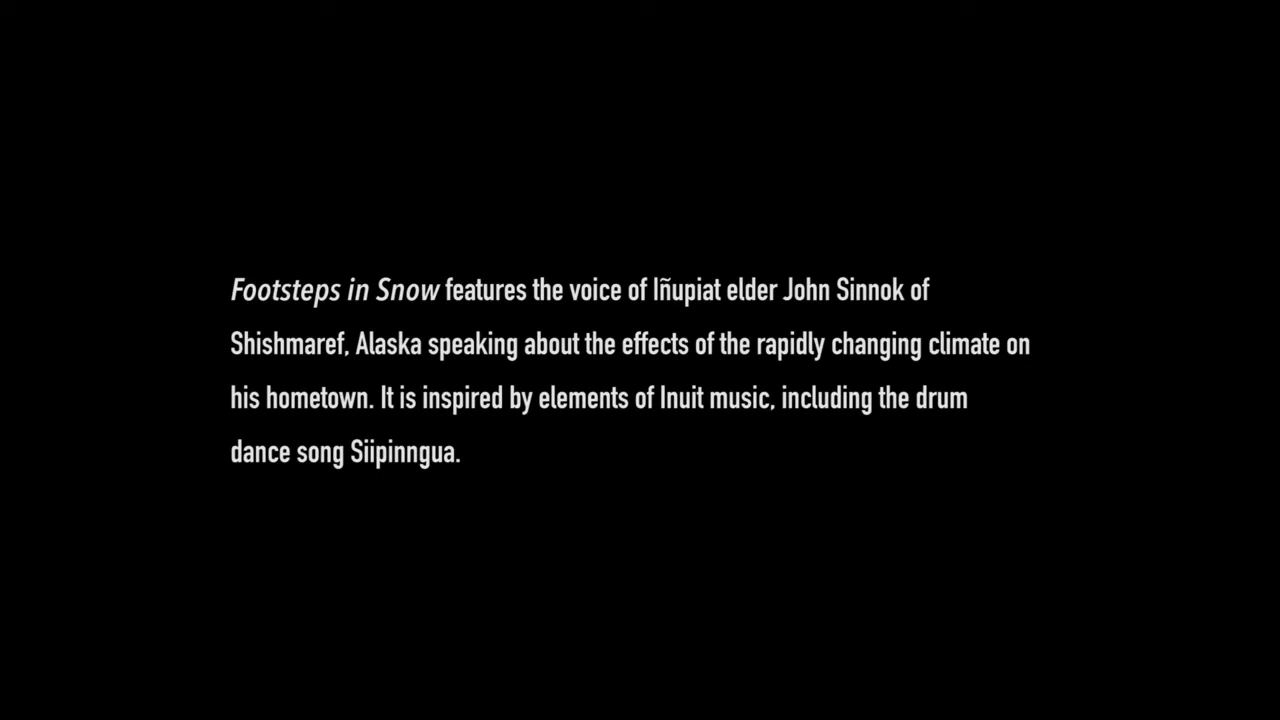 Footsteps in Snow features the voice of Iñupiat elder John Sinnok of
Shishmaref, Alaska speaking about the effects of the rapidly changing climate on
his hometown. It is inspired by elements of Inuit music, including the drum
dance song Siipinngua.